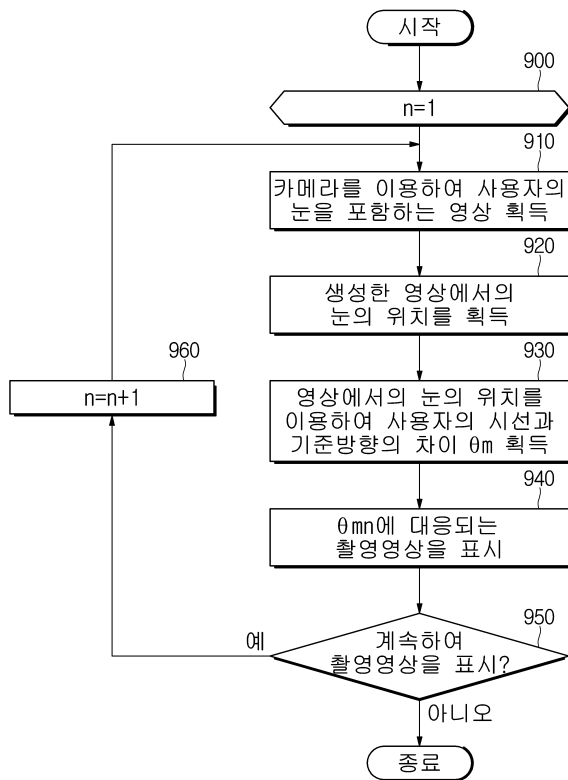 시작
900
n=1
910
카메라를 이용하여 사용자의
눈을 포함하는 영상 획득
920
생성한 영상에서의
눈의 위치를 획득
930
영상에서의 눈의 위치를
이용하여 사용자의 시선과
기준방향의 차이 θm 획득
960
n=n+1
940
θmn에 대응되는
촬영영상을 표시
950
계속하여
촬영영상을 표시?
예
아니오
종료